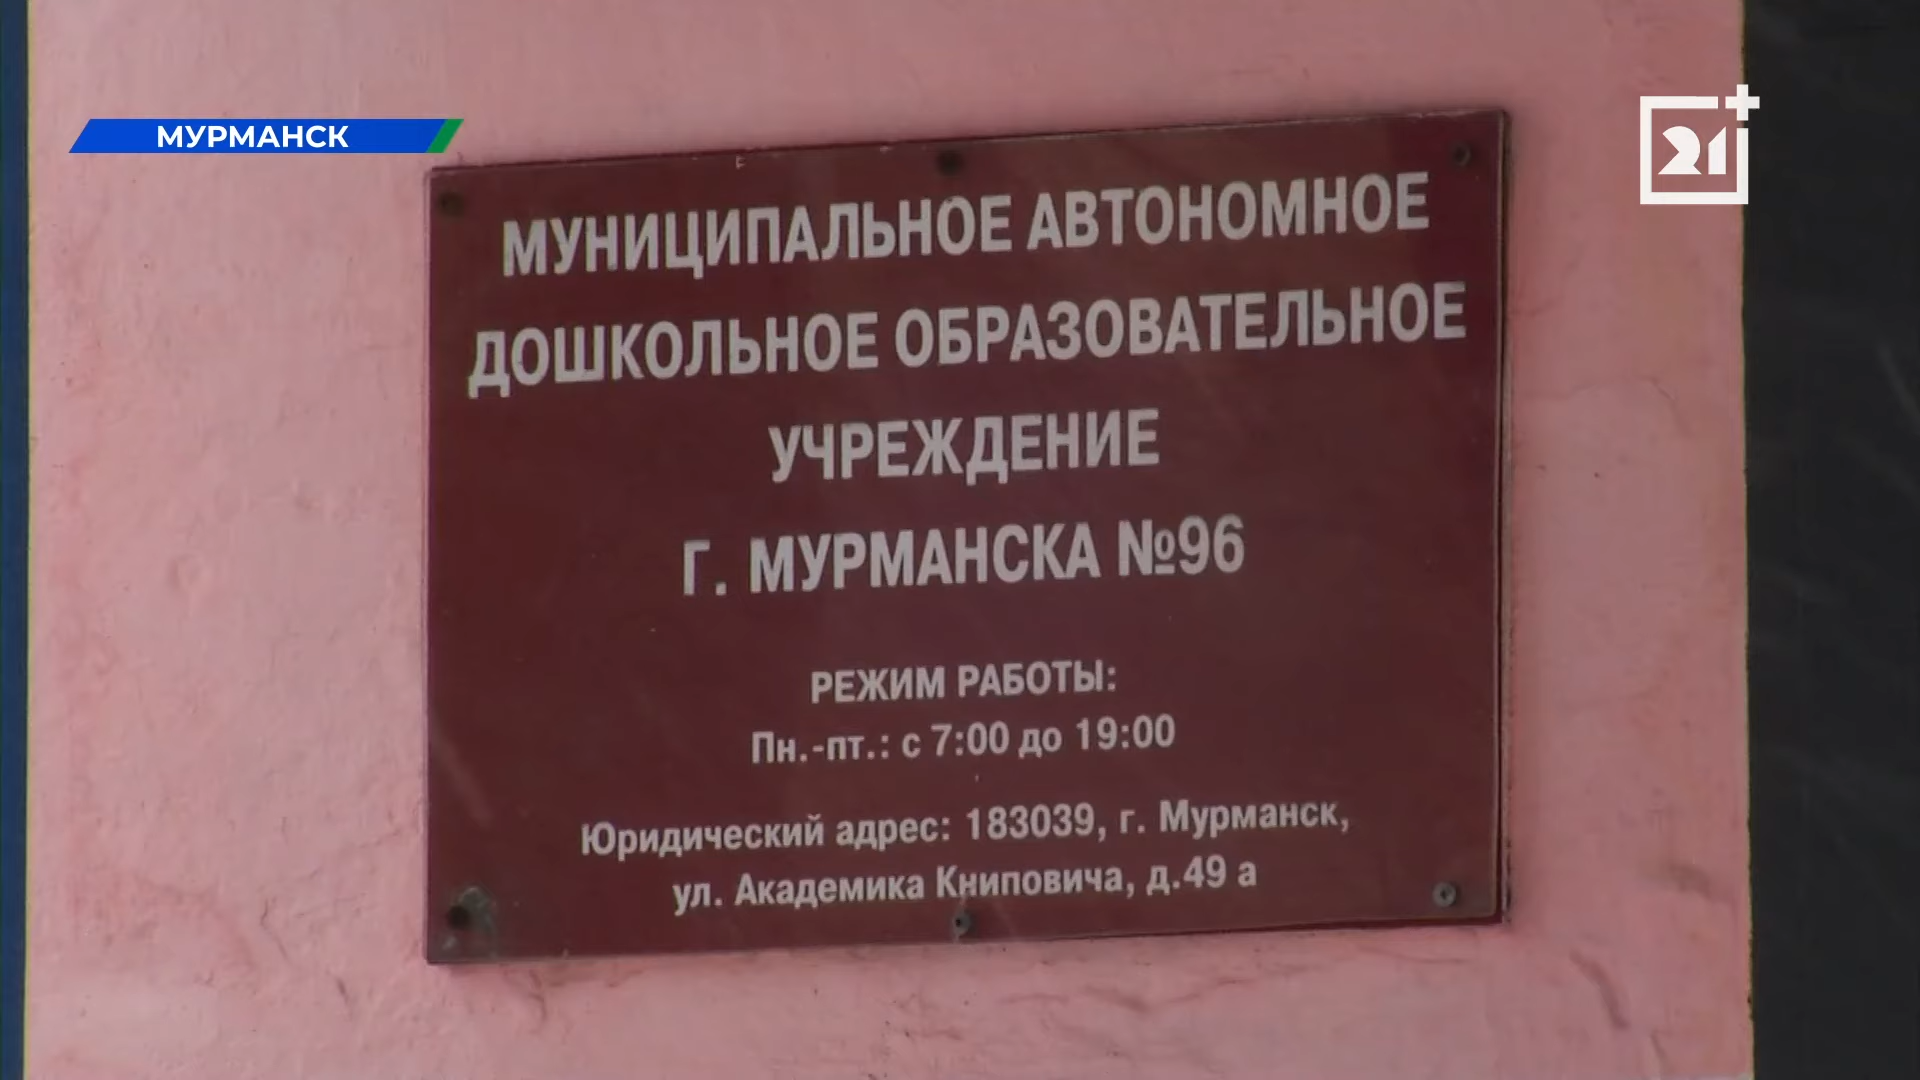 МУРМАНСК
21+
МУНИЦИПАЛЬНОЕ АВТОНОМНОЕ
ДОШКОЛЬНОЕ ОБРАЗОВАТЕЛЬНОЕ
УЧРЕЖДЕНИЕ
Г. МУРМАНСКА №96
РЕЖИМ РАБОТЫ:
Пн.-пт.: с 7:00 до 19:00
Юридический адрес: 183039, г. Мурманск,
ул. Академика Книповича, д.49 а